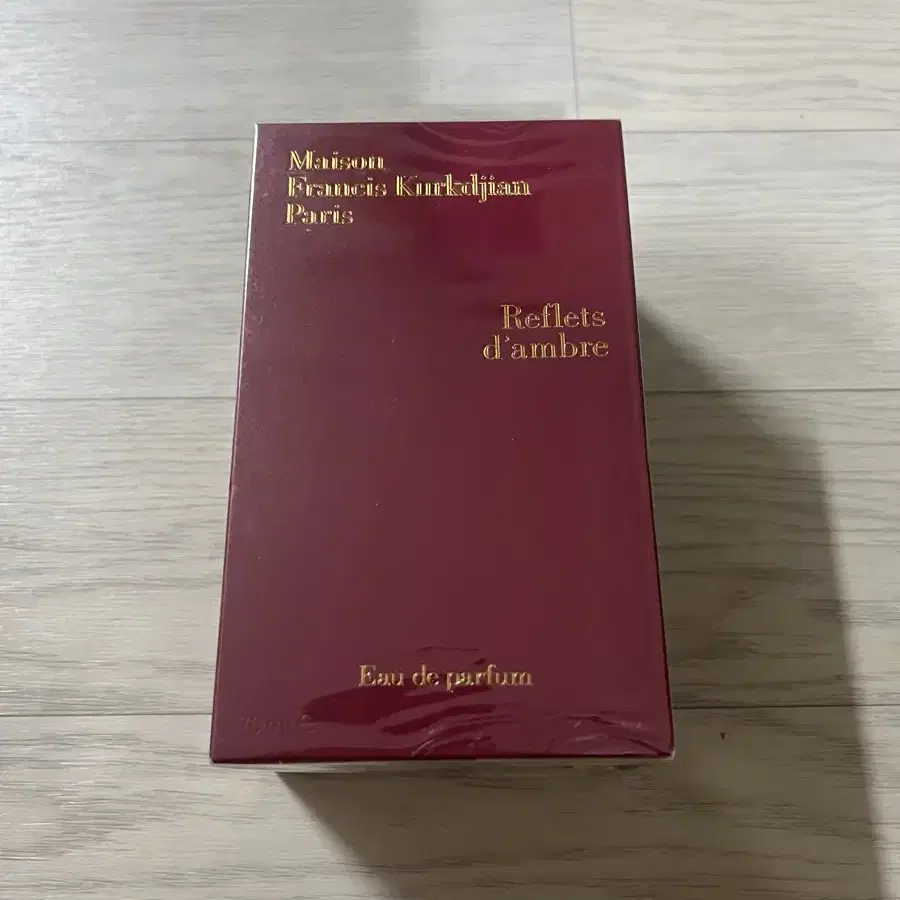 Maison
Francis Kurkdjian
Paris
Reflets
d'ambre
Eau de parfum